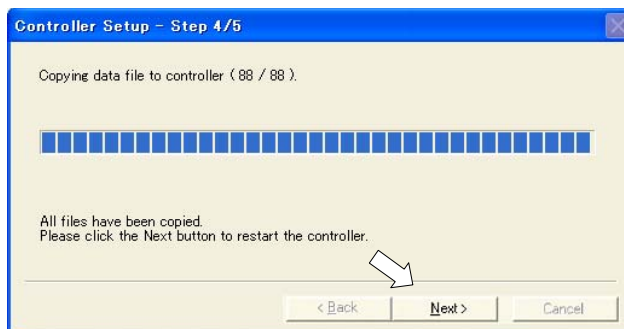 Controller Setup - Step 4/5
Copying data file to controller ( 88 / 88 ).
All files have been copied.
Please click the Next button to restart the controller.
< Back
Next >
Cancel